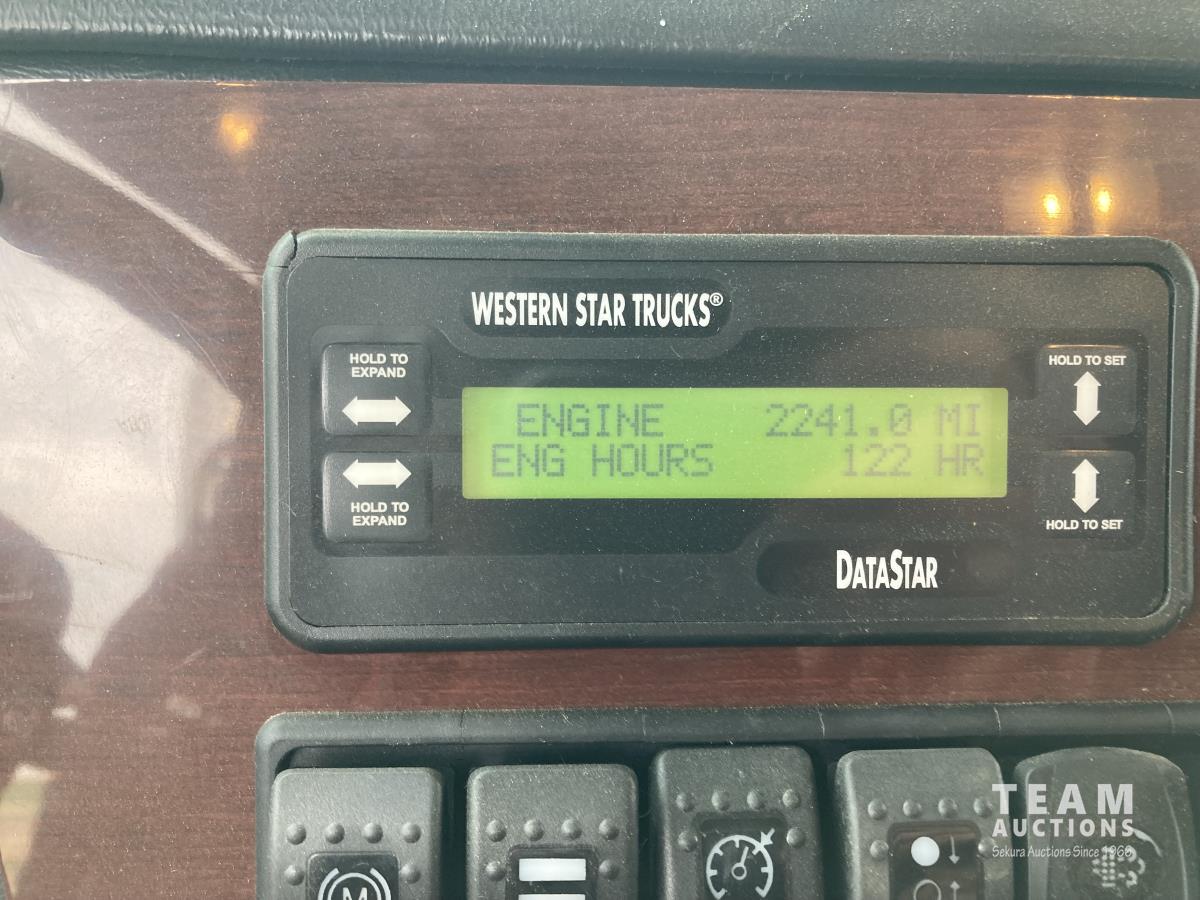 WESTERN STAR TRUCKS®
HOLD TO
EXPAND
HOLD TO SET
ENGINE 2241.0 MI
ENG HOURS 122 HR
HOLD TO
EXPAND
HOLD TO SET
DATASTAR
M
TEAM
AUCTIONS
Sekura Auctions Since 1966